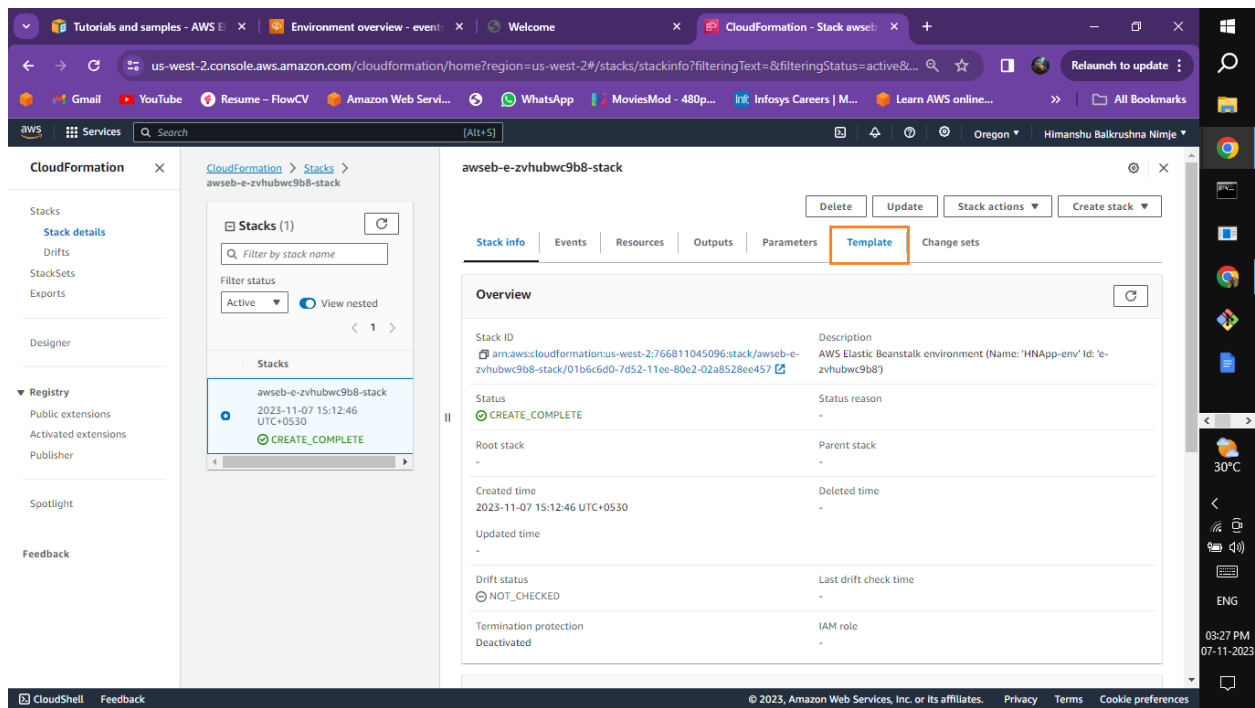 Tutorials and samples - AWS El
Environment overview - events
Welcome
CloudFormation - Stack awseb
us-west-2.console.aws.amazon.com/cloudformation/home?region=us-west-2#/stacks/stackinfo?filteringText=&filteringStatus=active&...
Relaunch to update
Gmail
YouTube
Resume – FlowCV
Amazon Web Servi...
WhatsApp
MoviesMod - 480p...
Infosys Careers | M...
Learn AWS online...
»
All Bookmarks
aws
Services
Search
[Alt+S]
Oregon
Himanshu Balkrushna Nimje
CloudFormation
Stacks
Stack details
Drifts
StackSets
Exports
Designer
Registry
Public extensions
Activated extensions
Publisher
Spotlight
Feedback
CloudFormation > Stacks >
awseb-e-zvhubwc9b8-stack
Stacks (1)
Filter by stack name
Filter status
Active
View nested
< 1 >
Stacks
awseb-e-zvhubwc9b8-stack
2023-11-07 15:12:46
UTC+0530
CREATE_COMPLETE
awseb-e-zvhubwc9b8-stack
Delete
Update
Stack actions
Create stack
Stack info
Events
Resources
Outputs
Parameters
Template
Change sets
Overview
Stack ID
arn:aws:cloudformation:us-west-2:766811045096:stack/awseb-e-
zvhubwc9b8-stack/01b6c6d0-7d52-11ee-80e2-02a8528ee457
Description
AWS Elastic Beanstalk environment (Name: 'HNApp-env' Id: 'e-
zvhubwc9b8')
Status
CREATE_COMPLETE
Status reason
-
Root stack
-
Parent stack
-
Created time
2023-11-07 15:12:46 UTC+0530
Deleted time
-
Updated time
-
Drift status
NOT_CHECKED
Last drift check time
-
Termination protection
Deactivated
IAM role
-
CloudShell
Feedback
© 2023, Amazon Web Services, Inc. or its affiliates.
Privacy
Terms
Cookie preferences
30°C
ENG
03:27 PM
07-11-2023